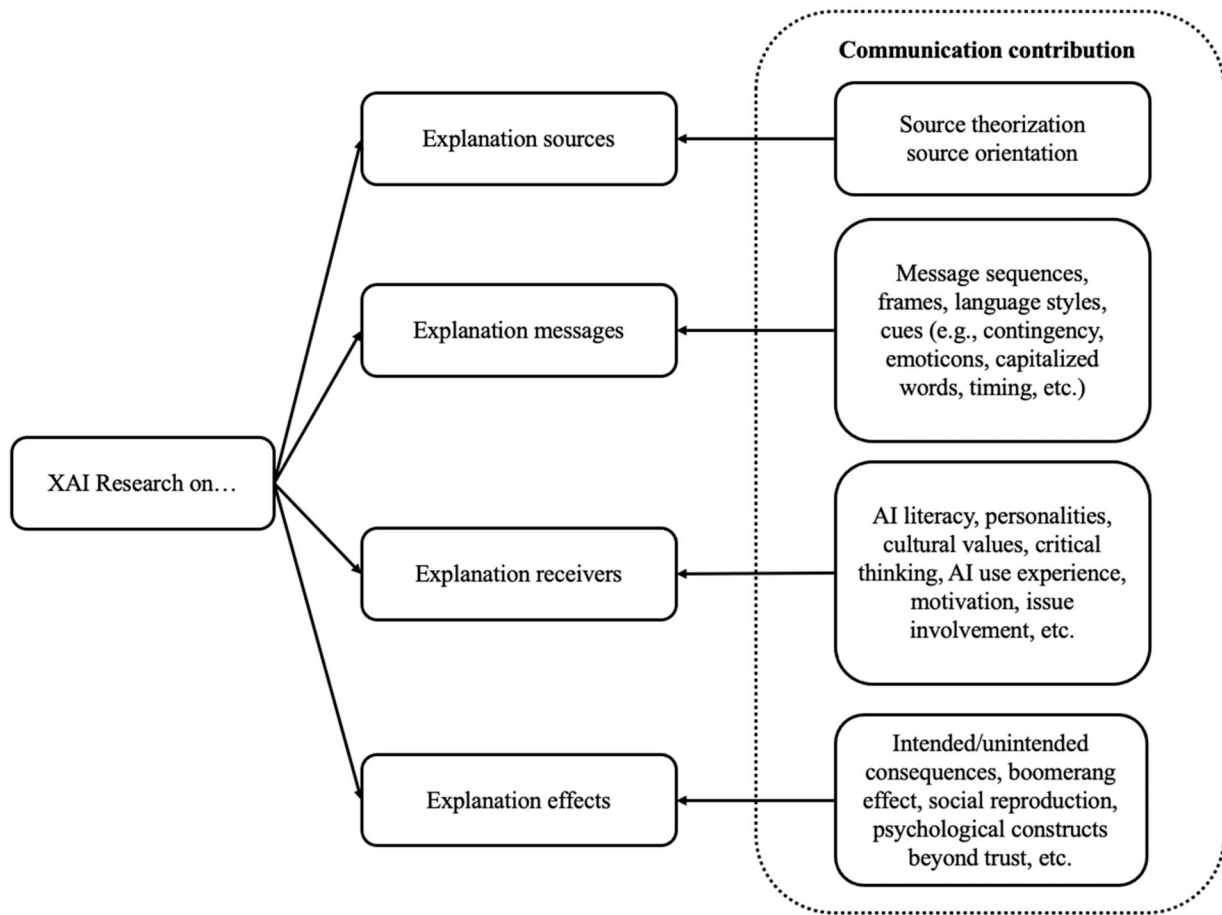 Communication contribution
Explanation sources
Source theorization
source orientation
Explanation messages
Message sequences,
frames, language styles,
cues (e.g., contingency,
emoticons, capitalized
words, timing, etc.)
XAI Research on…
Explanation receivers
AI literacy, personalities,
cultural values, critical
thinking, AI use experience,
motivation, issue
involvement, etc.
Explanation effects
Intended/unintended
consequences, boomerang
effect, social reproduction,
psychological constructs
beyond trust, etc.